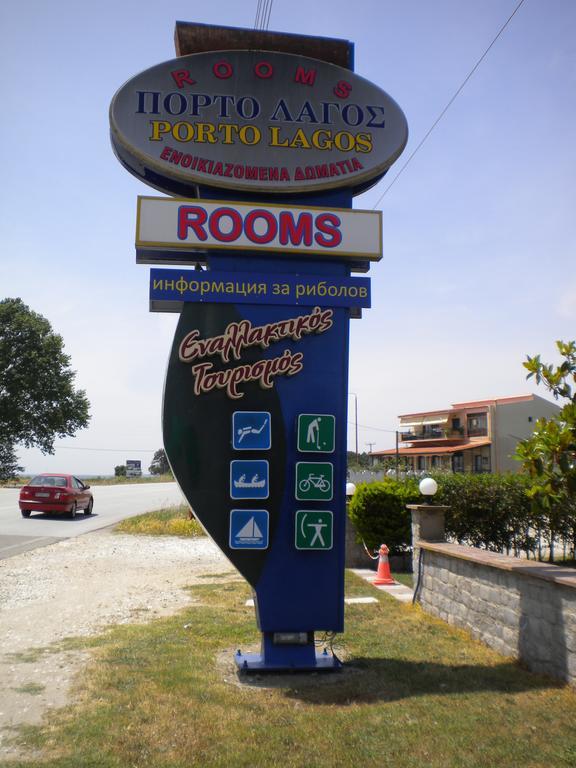 ROOMS
ΠΟΡΤΟ ΛΑΓΟΣ
PORTO LAGOS
ΕΝΟΙΚΙΑΖΟΜΕΝΑ ΔΩΜΑΤΙΑ
ROOMS
информация за риболов
Εναλλακτικός
Τουρισμός